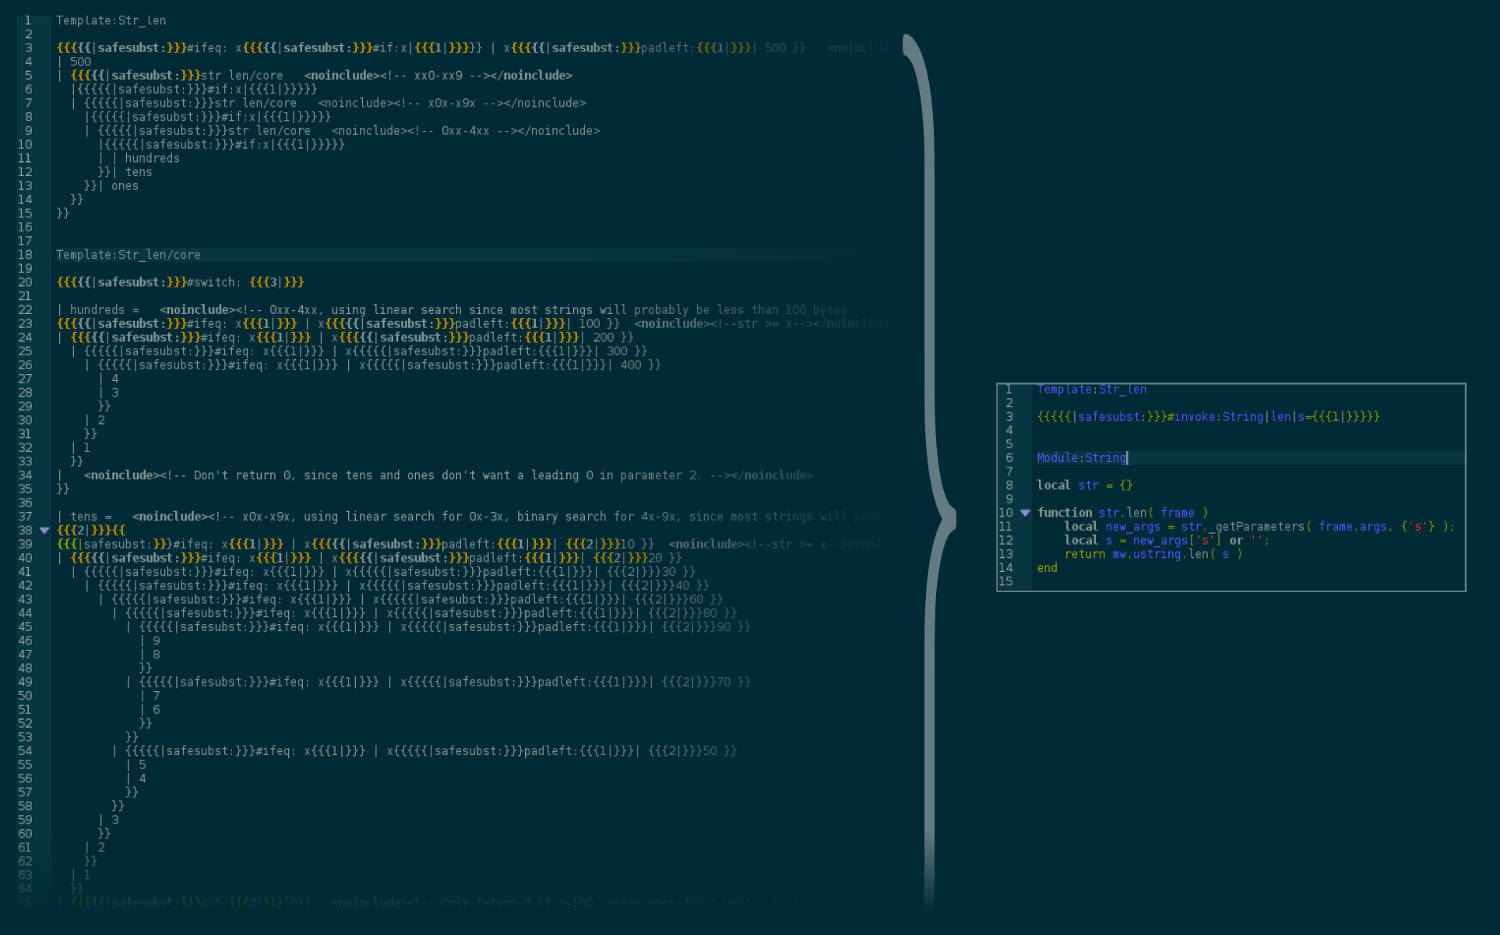 1 Template:Str_len
2
3 {{{{{|safesubst:}}}#ifeq: x{{{{{|safesubst:}}}#if:x|{{{1|}}}}} | x{{{{{|safesubst:}}}padleft:{{{1|}}}| 500 }} <noinclu
4 | 500
5 | {{{{{|safesubst:}}}str len/core <noinclude><!-- xx0-xx9 --></noinclude>
6 |{{{{{|safesubst:}}}#if:x|{{{1|}}}}}
7 | {{{{{|safesubst:}}}str len/core <noinclude><!-- x0x-x9x --></noinclude>
8 |{{{{{|safesubst:}}}#if:x|{{{1|}}}}}
9 | {{{{{|safesubst:}}}str len/core <noinclude><!-- 0xx-4xx --></noinclude>
10 |{{{{{|safesubst:}}}#if:x|{{{1|}}}}}
11 | | hundreds
12 }}| tens
13 }}| ones
14 }}
15 }}
16
17
18 Template:Str_len/core
19
20 {{{{{|safesubst:}}}#switch: {{{3|}}}
21
22 | hundreds = <noinclude><!-- 0xx-4xx, using linear search since most strings will probably be less than 100 bytes. -->
23 {{{{{|safesubst:}}}#ifeq: x{{{1|}}} | x{{{{{|safesubst:}}}padleft:{{{1|}}}| 100 }} <noinclude><!--str >= x--></noinclude
24 | {{{{{|safesubst:}}}#ifeq: x{{{1|}}} | x{{{{{|safesubst:}}}padleft:{{{1|}}}| 200 }}
25 | {{{{{|safesubst:}}}#ifeq: x{{{1|}}} | x{{{{{|safesubst:}}}padleft:{{{1|}}}| 300 }}
26 | {{{{{|safesubst:}}}#ifeq: x{{{1|}}} | x{{{{{|safesubst:}}}padleft:{{{1|}}}| 400 }}
27 | 4
28 | 3
29 }}
30 | 2
31 }}
32 | 1
33 }}
34 | <noinclude><!-- Don't return 0, since tens and ones don't want a leading 0 in parameter 2. --></noinclude>
35 }}
36
37 | tens = <noinclude><!-- x0x-x9x, using linear search for 0x-3x, binary search for 4x-9x, since most strings will prob
38 {{{2|}}}{{
39 {{{|safesubst:}}}#ifeq: x{{{1|}}} | x{{{{{|safesubst:}}}padleft:{{{1|}}}| {{{2|}}}10 }} <noinclude><!--str >= x--></noin
40 | {{{{{|safesubst:}}}#ifeq: x{{{1|}}} | x{{{{{|safesubst:}}}padleft:{{{1|}}}| {{{2|}}}20 }}
41 | {{{{{|safesubst:}}}#ifeq: x{{{1|}}} | x{{{{{|safesubst:}}}padleft:{{{1|}}}| {{{2|}}}30 }}
42 | {{{{{|safesubst:}}}#ifeq: x{{{1|}}} | x{{{{{|safesubst:}}}padleft:{{{1|}}}| {{{2|}}}40 }}
43 | {{{{{|safesubst:}}}#ifeq: x{{{1|}}} | x{{{{{|safesubst:}}}padleft:{{{1|}}}| {{{2|}}}60 }}
44 | {{{{{|safesubst:}}}#ifeq: x{{{1|}}} | x{{{{{|safesubst:}}}padleft:{{{1|}}}| {{{2|}}}80 }}
45 | {{{{{|safesubst:}}}#ifeq: x{{{1|}}} | x{{{{{|safesubst:}}}padleft:{{{1|}}}| {{{2|}}}90 }}
46 | 9
47 | 8
48 }}
49 | {{{{{|safesubst:}}}#ifeq: x{{{1|}}} | x{{{{{|safesubst:}}}padleft:{{{1|}}}| {{{2|}}}70 }}
50 | 7
51 | 6
52 }}
53 }}
54 | {{{{{|safesubst:}}}#ifeq: x{{{1|}}} | x{{{{{|safesubst:}}}padleft:{{{1|}}}| {{{2|}}}50 }}
55 | 5
56 | 4
57 }}
58 }}
59 | 3
60 }}
61 | 2
62 }}
63 | 1
64 }}
65 | {{{{{|safesubst:}}}#if:{{{2|}}}|0}} <noinclude><!-- Only return 0 if >=100, since ones don't want a
1 Template:Str_len
2
3 {{{{{|safesubst:}}}#invoke:String|len|s={{{1|}}}}}
4
5
6 Module:String
7
8 local str = {}
9
10 function str.len( frame )
11 local new_args = str._getParameters( frame.args, {'s'} );
12 local s = new_args['s'] or '';
13 return mw.ustring.len( s )
14 end
15